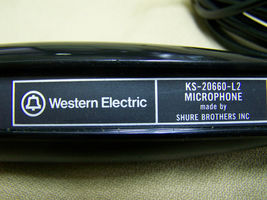 Western Electric
KS-20660-L2
MICROPHONE
made by
SHURE BROTHERS INC